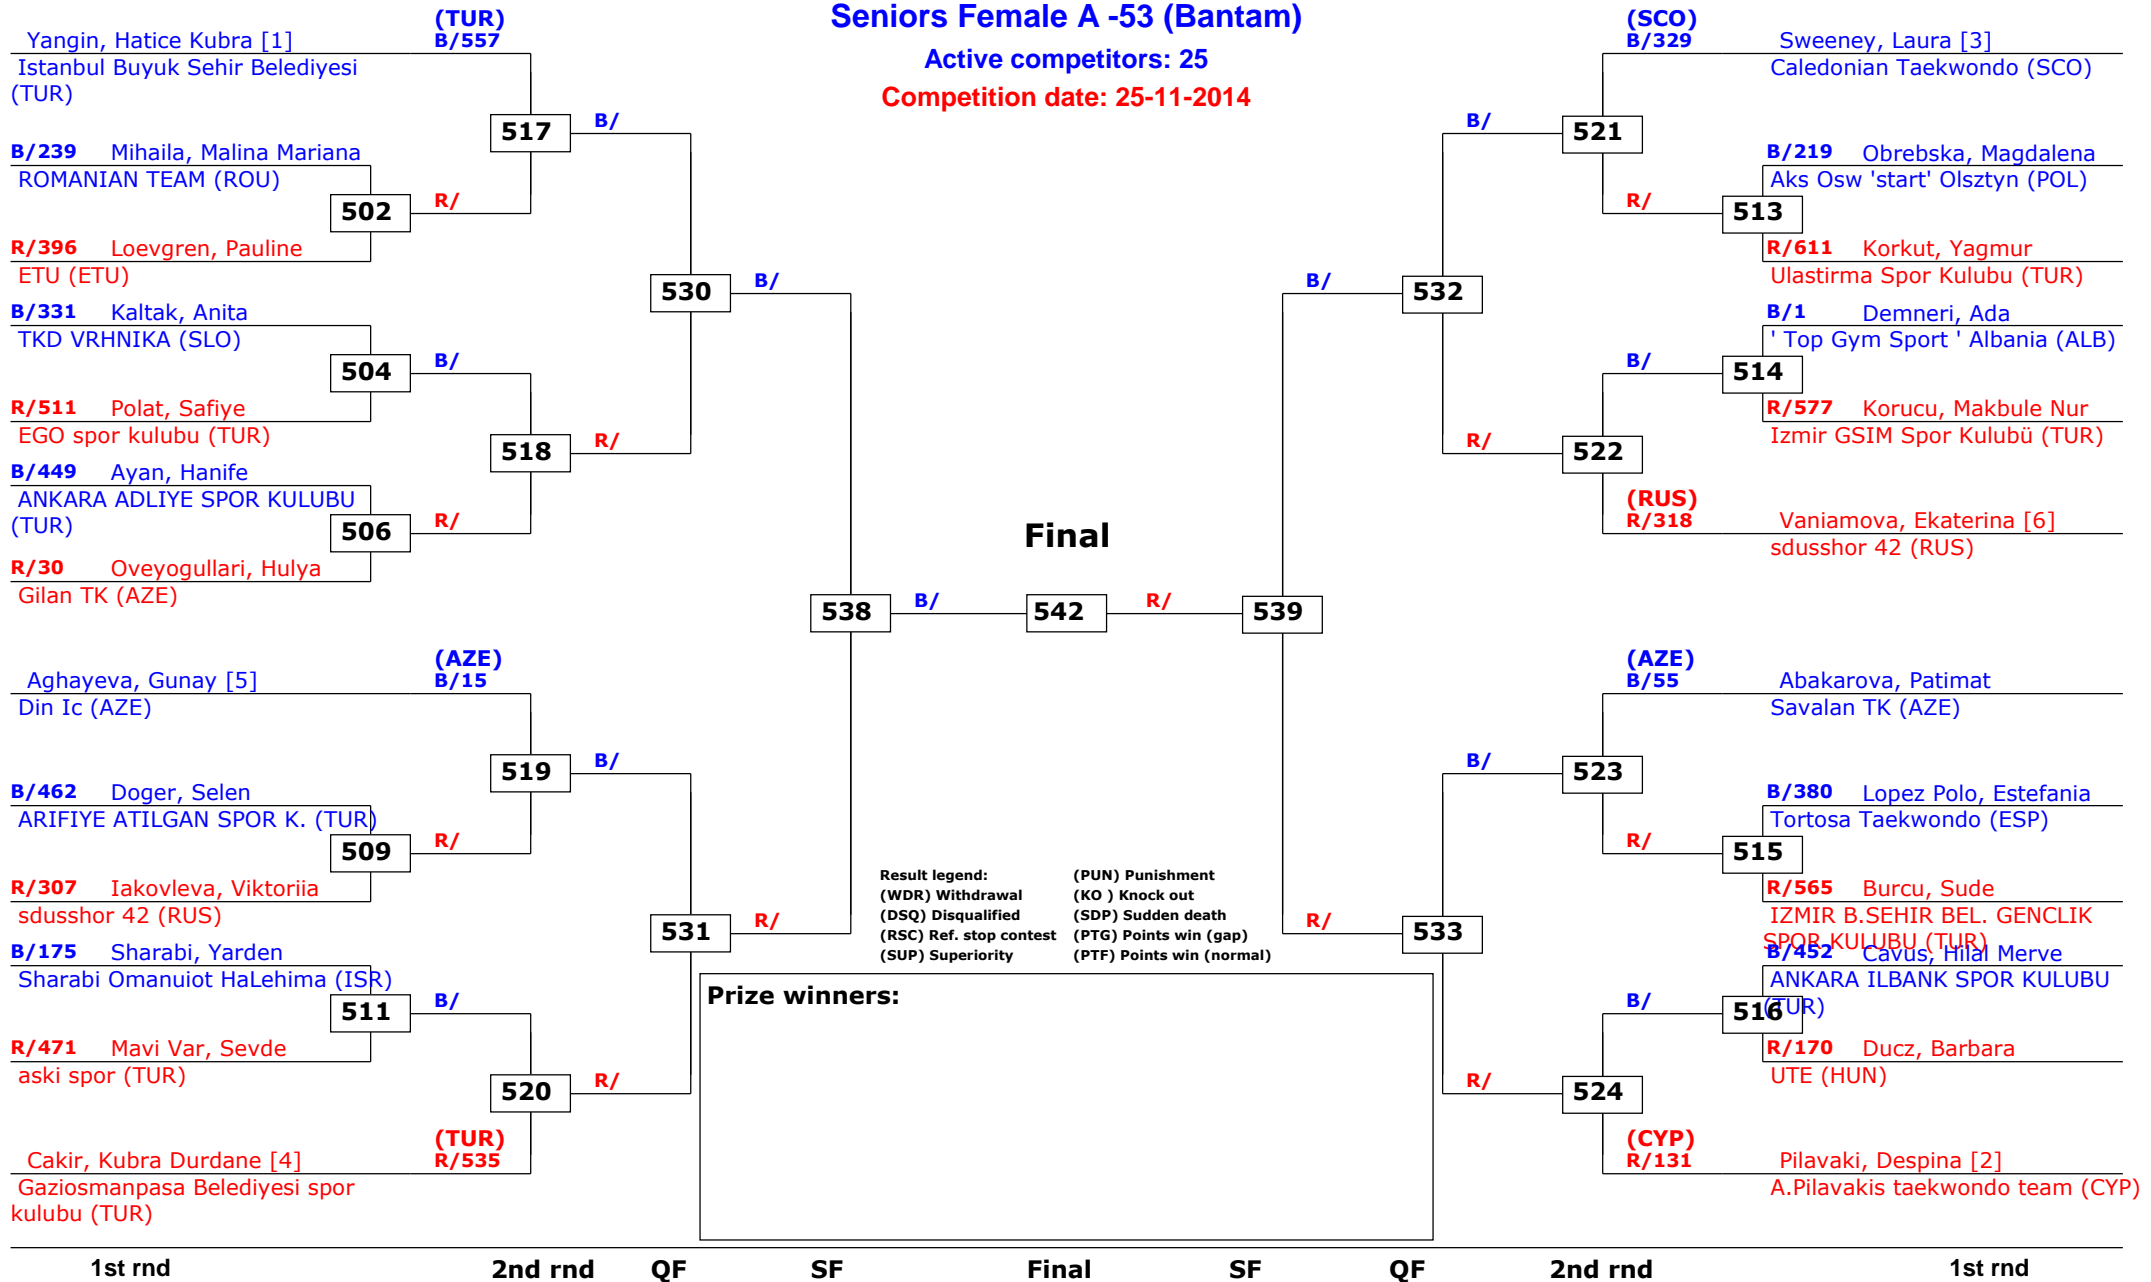 Seniors Female A -53 (Bantam)
Active competitors: 25
Competition date: 25-11-2014
(TUR)
Yangin, Hatice Kubra [1] B/557
Istanbul Buyuk Sehir Belediyesi
(TUR)
517
B/
B/239 Mihaila, Malina Mariana
ROMANIAN TEAM (ROU)
502
R/
R/396 Loevgren, Pauline
ETU (ETU)
530
B/
B/331 Kaltak, Anita
TKD VRHNIKA (SLO)
504
B/
R/511 Polat, Safiye
EGO spor kulubu (TUR)
518
R/
B/449 Ayan, Hanife
ANKARA ADLIYE SPOR KULUBU
(TUR)
506
R/
R/30 Oveyogullari, Hulya
Gilan TK (AZE)
538
B/
(AZE)
Aghayeva, Gunay [5] B/15
Din Ic (AZE)
519
B/
B/462 Doger, Selen
ARIFIYE ATILGAN SPOR K. (TUR)
509
R/
R/307 Iakovleva, Viktoriia
sdusshor 42 (RUS)
531
R/
B/175 Sharabi, Yarden
Sharabi Omanuiot HaLehima (ISR)
511
B/
R/471 Mavi Var, Sevde
aski spor (TUR)
520
R/
(TUR)
Cakir, Kubra Durdane [4] R/535
Gaziosmanpasa Belediyesi spor
kulubu (TUR)
Final
542
R/
539
(SCO)
B/329 Sweeney, Laura [3]
Caledonian Taekwondo (SCO)
B/
521
B/219 Obrebska, Magdalena
Aks Osw 'start' Olsztyn (POL)
R/
513
R/611 Korkut, Yagmur
Ulastirma Spor Kulubu (TUR)
B/
532
B/1 Demneri, Ada
' Top Gym Sport ' Albania (ALB)
B/
514
R/577 Korucu, Makbule Nur
Izmir GSIM Spor Kulubü (TUR)
R/
522
(RUS)
R/318 Vaniamova, Ekaterina [6]
sdusshor 42 (RUS)
(AZE)
B/55 Abakarova, Patimat
Savalan TK (AZE)
B/
523
B/380 Lopez Polo, Estefania
Tortosa Taekwondo (ESP)
R/
515
R/565 Burcu, Sude
IZMIR B.SEHIR BEL. GENCLIK
SPOR KULUBU (TUR)
R/
533
B/452 Cavus, Hilal Merve
ANKARA ILBANK SPOR KULUBU
(TUR)
B/
516
R/170 Ducz, Barbara
UTE (HUN)
R/
524
(CYP)
R/131 Pilavaki, Despina [2]
A.Pilavakis taekwondo team (CYP)
Result legend: (PUN) Punishment
(WDR) Withdrawal (KO ) Knock out
(DSQ) Disqualified (SDP) Sudden death
(RSC) Ref. stop contest (PTG) Points win (gap)
(SUP) Superiority (PTF) Points win (normal)
Prize winners:
1st rnd 2nd rnd QF SF Final SF QF 2nd rnd 1st rnd